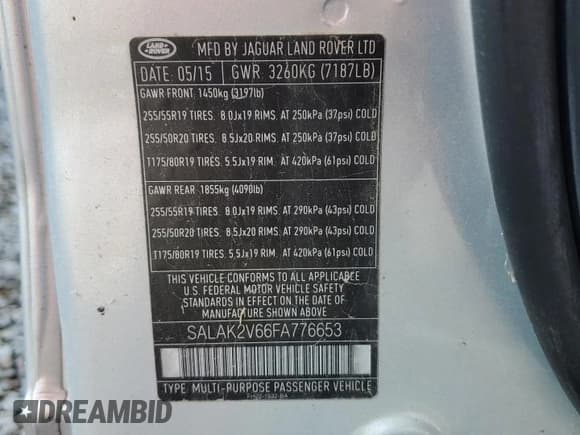 LAND ROVER
MFD BY JAGUAR LAND ROVER LTD
DATE: 05/15 GWR 3260KG (7187LB)
GAWR FRONT 1450kg (3197lb)
255/55R19 TIRES. 8.0Jx19 RIMS. AT 250kPa (37psi) COLD
255/50R20 TIRES. 8.5Jx20 RIMS. AT 250kPa (37psi) COLD
T175/80R19 TIRES. 5.5Jx19 RIM. AT 420kPa (61psi) COLD
GAWR REAR 1855kg (4090lb)
255/55R19 TIRES. 8.0Jx19 RIMS. AT 290kPa (43psi) COLD
255/50R20 TIRES. 8.5Jx20 RIMS. AT 290kPa (43psi) COLD
T175/80R19 TIRES. 5.5Jx19 RIM. AT 420kPa (61psi) COLD
THIS VEHICLE CONFORMS TO ALL APPLICABLE
U.S. FEDERAL MOTOR VEHICLE SAFETY
STANDARDS IN EFFECT ON THE DATE OF
MANUFACTURE SHOWN ABOVE
SALAK2V66FA776653
TYPE: MULTI-PURPOSE PASSENGER VEHICLE
DREAMBID